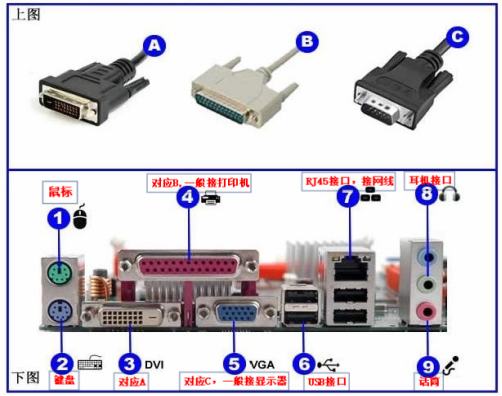 上图
A
B
C
鼠标
对应B.一般接打印机
RJ45接口，接网线
耳机接口
1
4
7
8
2
3
DVI
5
VGA
6
9
下图
键盘
对应A
对应C，一般接显示器
USB接口
话筒